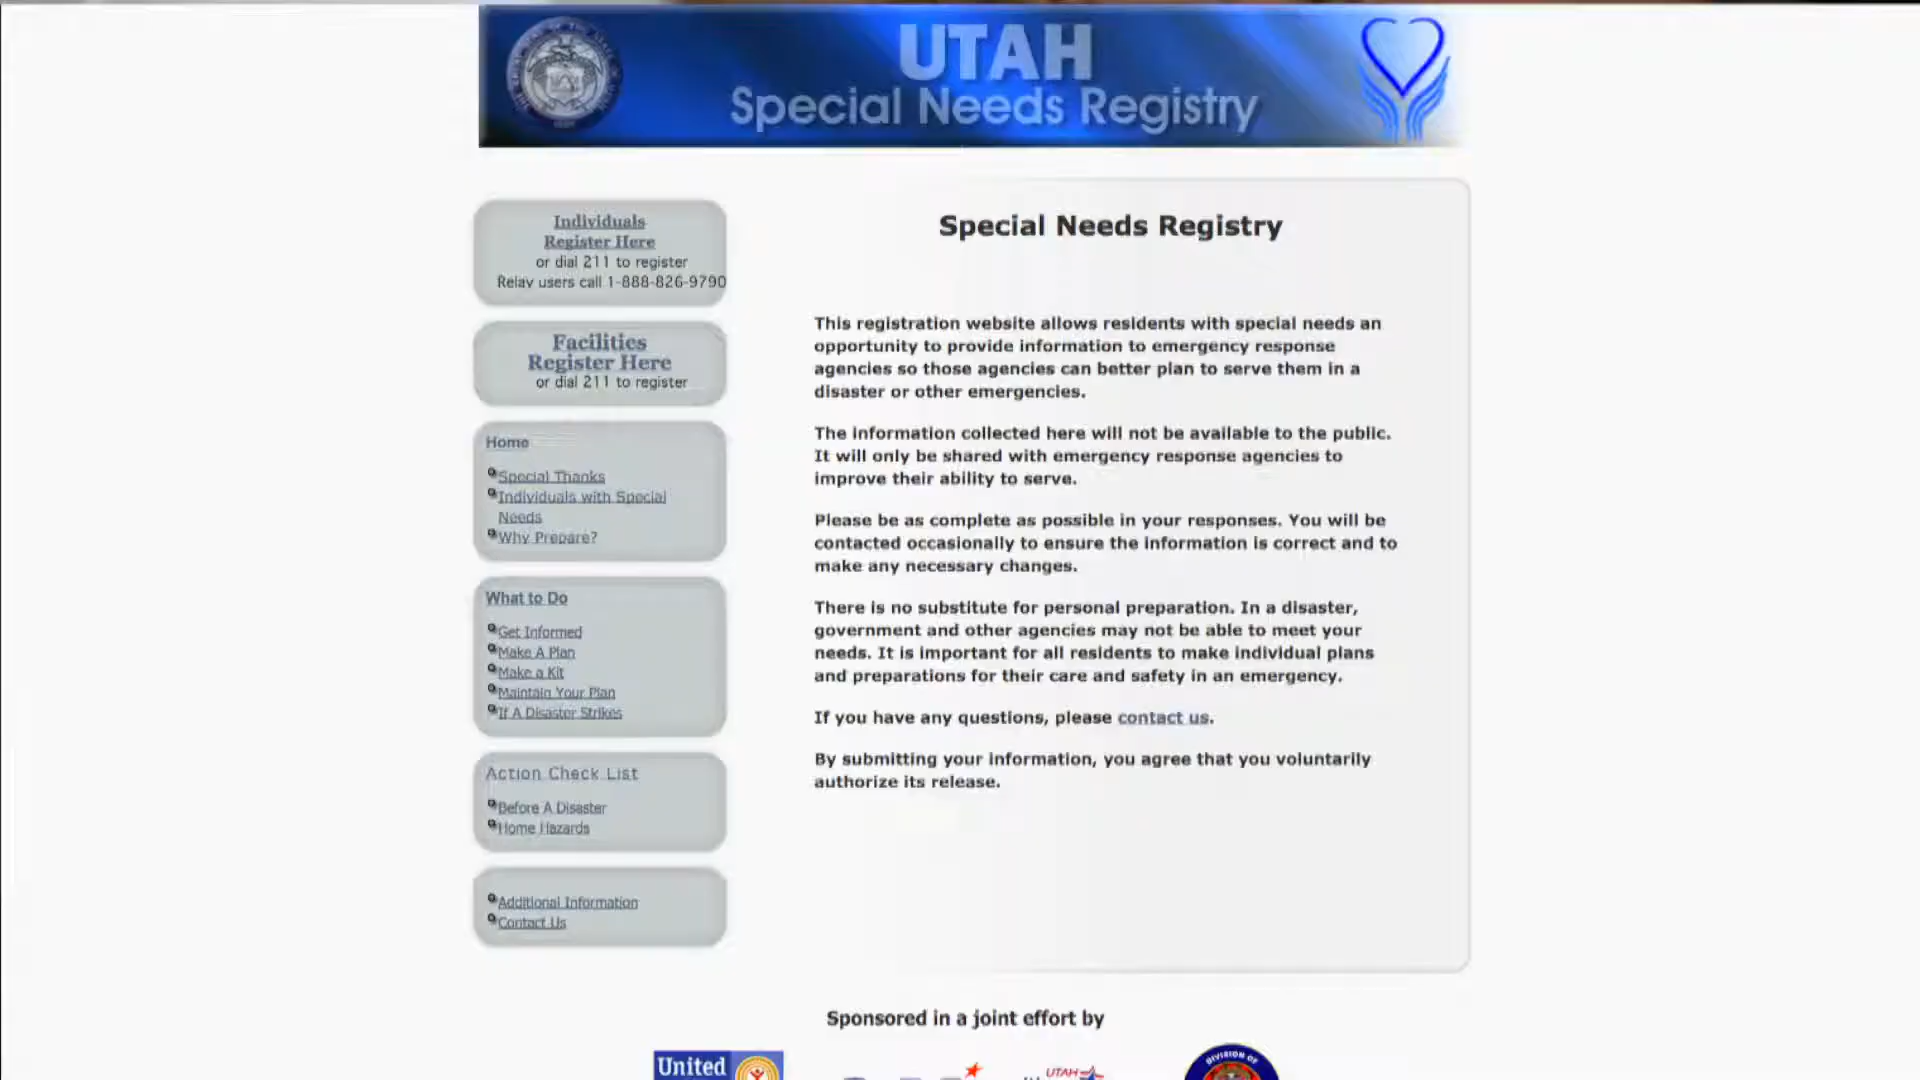 UTAH
Special Needs Registry
Individuals
Register Here
or dial 211 to register
Relay users call 1-888-826-9790
Facilities
Register Here
or dial 211 to register
Home
Special Thanks
Individuals with Special
Needs
Why Prepare?
What to Do
Get Informed
Make A Plan
Make a Kit
Maintain Your Plan
If A Disaster Strikes
Action Check List
Before A Disaster
Home Hazards
Additional Information
Contact Us
Special Needs Registry
This registration website allows residents with special needs an
opportunity to provide information to emergency response
agencies so those agencies can better plan to serve them in a
disaster or other emergencies.
The information collected here will not be available to the public.
It will only be shared with emergency response agencies to
improve their ability to serve.
Please be as complete as possible in your responses. You will be
contacted occasionally to ensure the information is correct and to
make any necessary changes.
There is no substitute for personal preparation. In a disaster,
government and other agencies may not be able to meet your
needs. It is important for all residents to make individual plans
and preparations for their care and safety in an emergency.
If you have any questions, please contact us.
By submitting your information, you agree that you voluntarily
authorize its release.
Sponsored in a joint effort by
United
UTAH
DIVISION OF